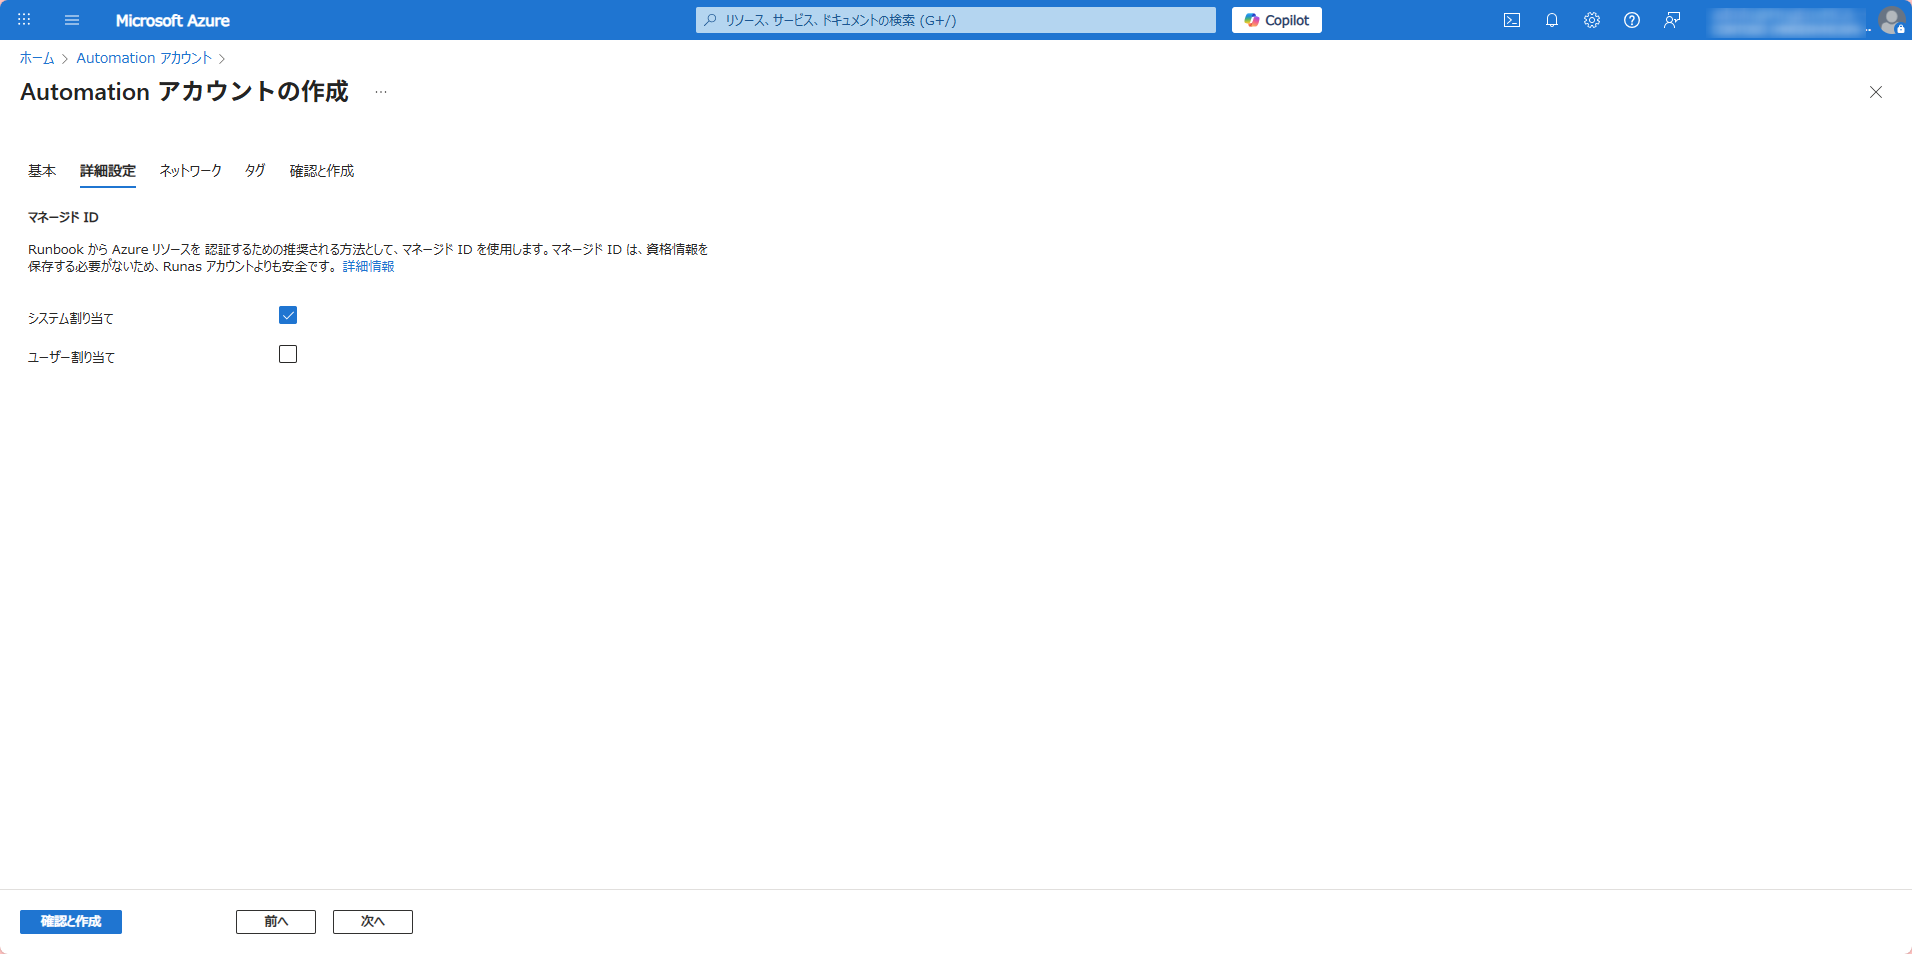 Microsoft Azure
リソース、サービス、ドキュメントの検索 (G+/)
Copilot
ホーム
Automation アカウント
Automation アカウントの作成
基本
詳細設定
ネットワーク
タグ
確認と作成
マネージド ID
Runbook から Azure リソースを 認証するための推奨される方法として、マネージド ID を使用します。マネージド ID は、資格情報を
保存する必要がないため、Runas アカウントよりも安全です。 詳細情報
システム割り当て
ユーザー割り当て
確認と作成
前へ
次へ